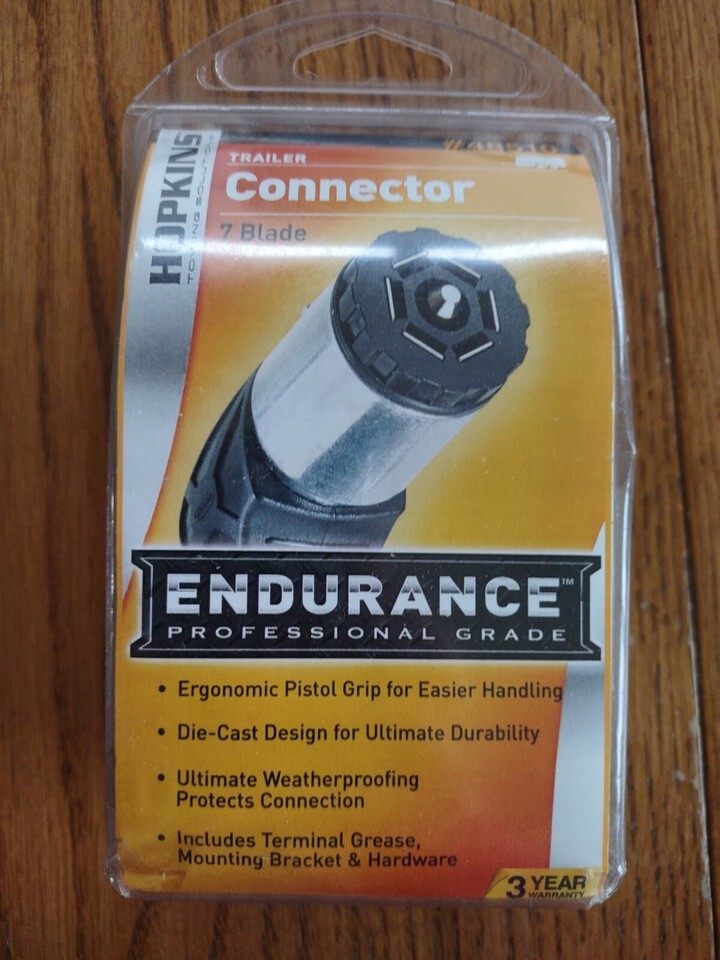 HOPKINS
TOWING SOLUTIONS
TRAILER
Connector
7 Blade
ENDURANCE™
PROFESSIONAL GRADE
• Ergonomic Pistol Grip for Easier Handling
• Die-Cast Design for Ultimate Durability
• Ultimate Weatherproofing
Protects Connection
• Includes Terminal Grease,
Mounting Bracket & Hardware
3 YEAR
WARRANTY